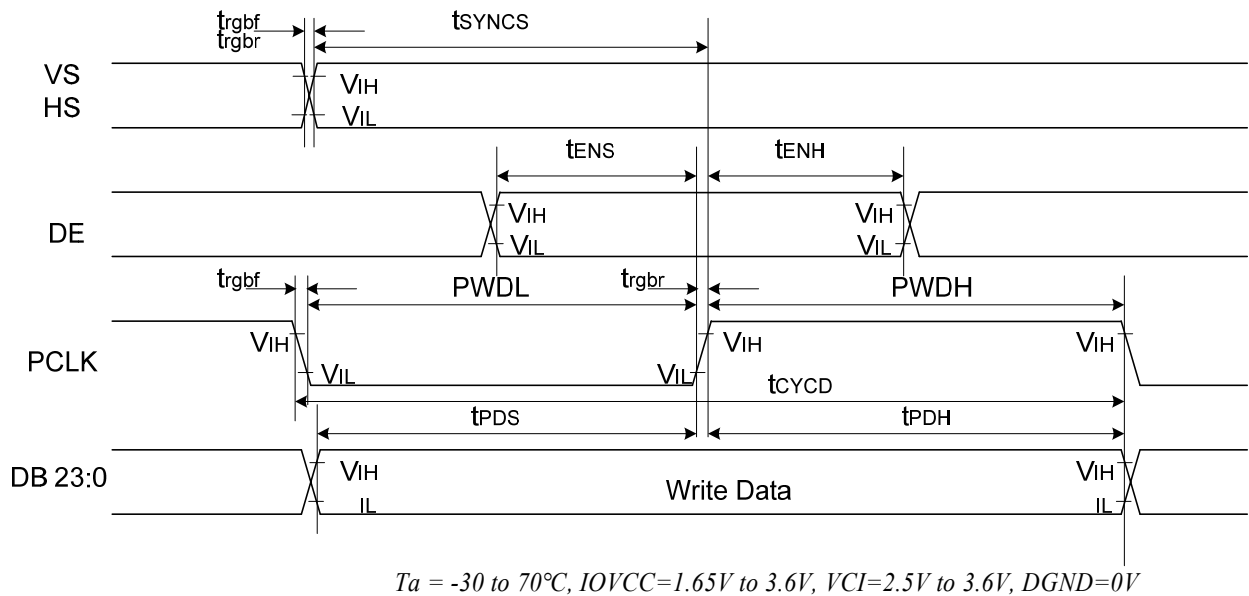 trgbf
trgbr
tSYNCS
VS
HS
VIH
VIL
tENS
tENH
DE
VIH
VIL
VIH
VIL
trgbf
PWDL
trgbr
PWDH
PCLK
VIH
VIL
VIL
VIH
VIH
tCYCD
tPDS
tPDH
DB 23:0
VIH
IL
Write Data
VIH
IL
Ta = -30 to 70°C, IOVCC=1.65V to 3.6V, VCI=2.5V to 3.6V, DGND=0V